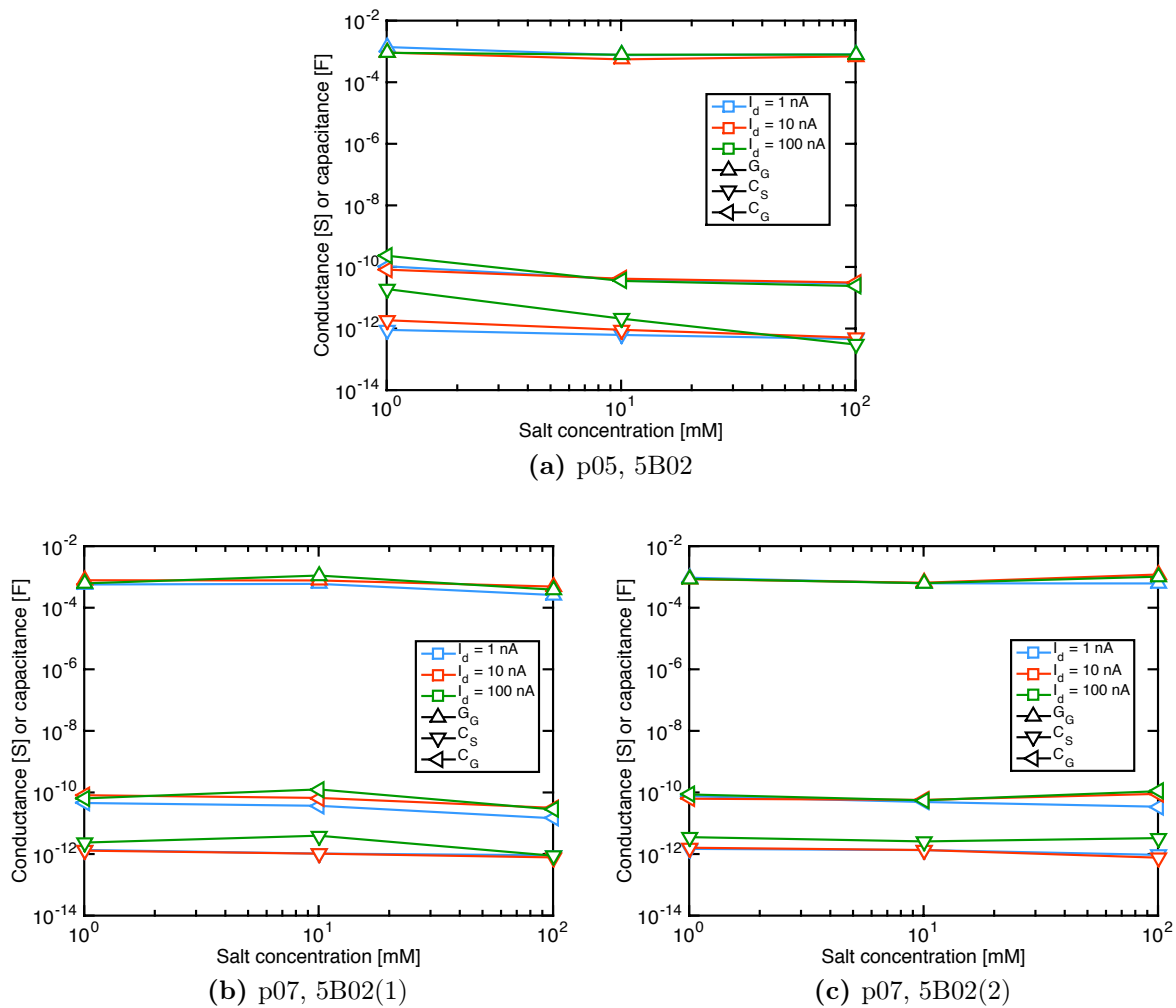 10^-2
10^-4
10^-6
10^-8
10^-10
10^-12
10^-14
Conductance [S] or capacitance [F]
I_d = 1 nA
I_d = 10 nA
I_d = 100 nA
G_G
C_S
C_G
10^0 10^1 10^2
Salt concentration [mM]
(a) p05, 5B02
10^-2
10^-4
10^-6
10^-8
10^-10
10^-12
10^-14
Conductance [S] or capacitance [F]
I_d = 1 nA
I_d = 10 nA
I_d = 100 nA
G_G
C_S
C_G
10^0 10^1 10^2
Salt concentration [mM]
(b) p07, 5B02(1)
10^-2
10^-4
10^-6
10^-8
10^-10
10^-12
10^-14
Conductance [S] or capacitance [F]
I_d = 1 nA
I_d = 10 nA
I_d = 100 nA
G_G
C_S
C_G
10^0 10^1 10^2
Salt concentration [mM]
(c) p07, 5B02(2)